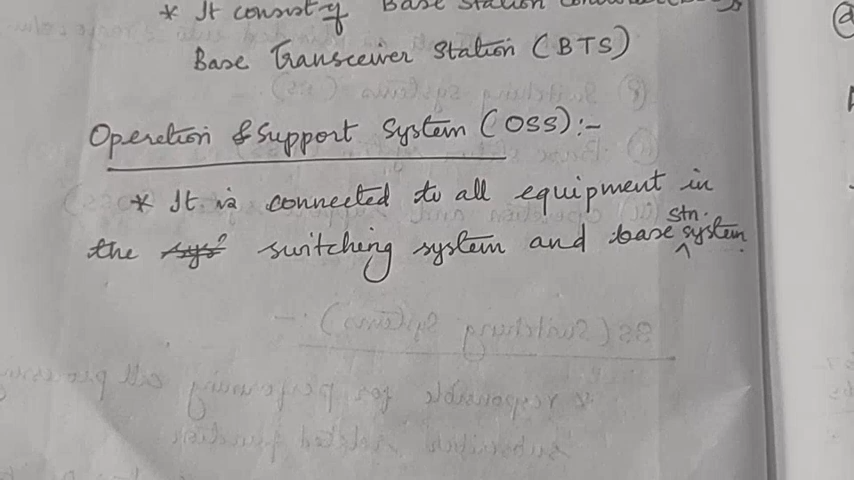 * It consist of Base Station
Base Transceiver Station (BTS)
Operation & Support System (OSS):-
* It is connected to all equipment in
the switching system and base stn. system